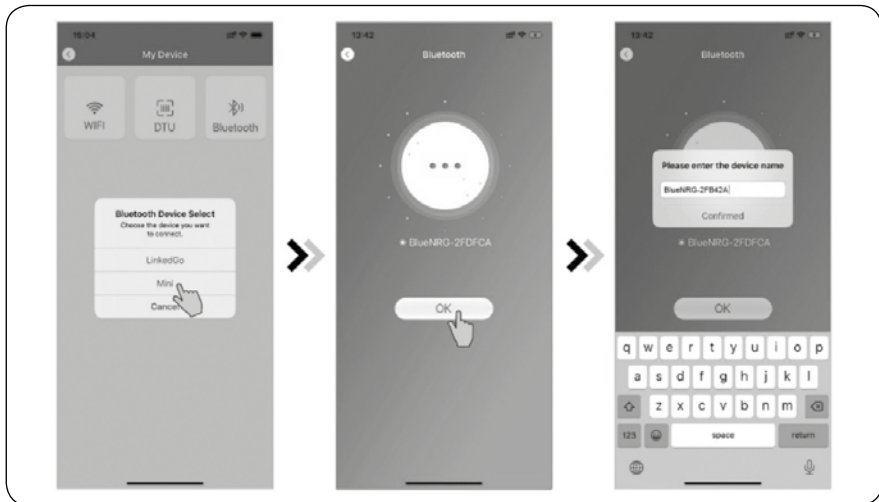 15:04
My Device
WIFI
DTU
Bluetooth
Bluetooth Device Select
Choose the device you want
to connect.
LinkedGo
Mini
Cancel
13:42
Bluetooth
BlueNRG-2FDFCA
OK
13:42
Bluetooth
Please enter the device name
BlueNRG-2FB42A
Confirmed
BlueNRG-2FDFCA
OK
q w e r t y u i o p
a s d f g h j k l
z x c v b n m
123 space return